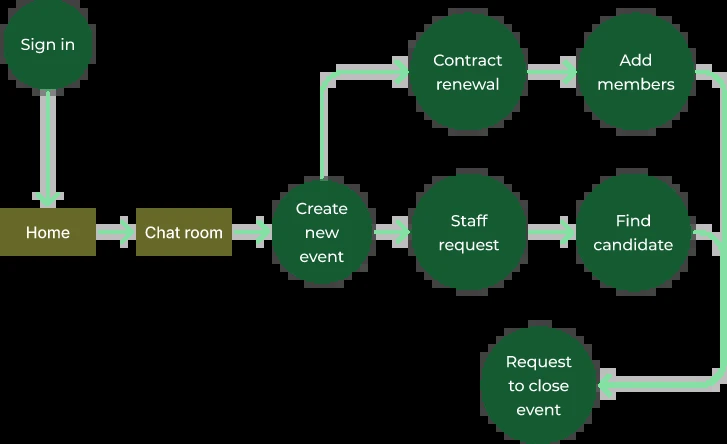 Sign in
Home
Chat room
Create
new
event
Contract
renewal
Add
members
Staff
request
Find
candidate
Request
to close
event